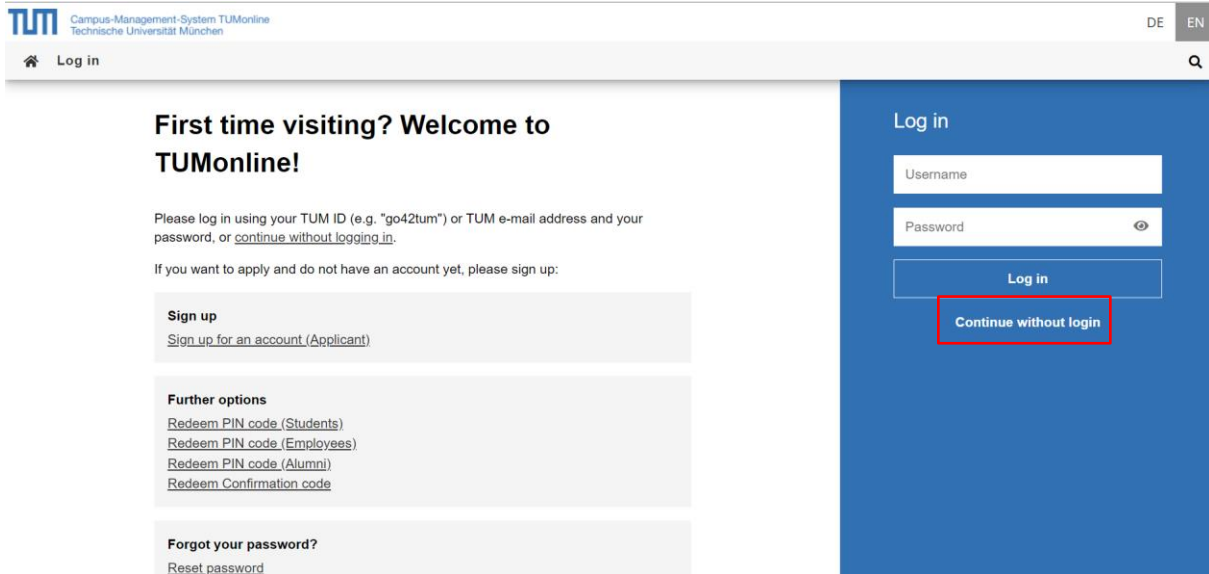 TUM
Campus-Management-System TUMonline
Technische Universität München
DE
EN
Log in
First time visiting? Welcome to
TUMonline!
Please log in using your TUM ID (e.g. "go42tum") or TUM e-mail address and your
password, or continue without logging in.
If you want to apply and do not have an account yet, please sign up:
Sign up
Sign up for an account (Applicant)
Further options
Redeem PIN code (Students)
Redeem PIN code (Employees)
Redeem PIN code (Alumni)
Redeem Confirmation code
Forgot your password?
Reset password
Log in
Username
Password
Log in
Continue without login